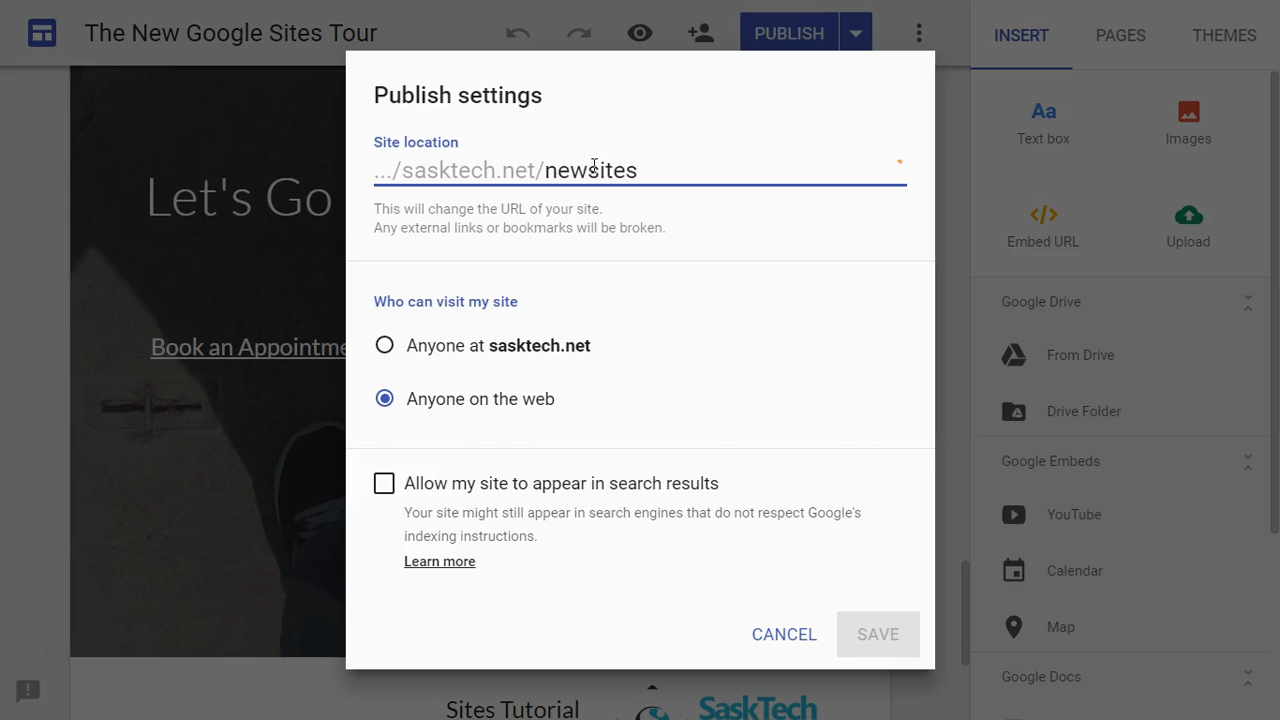 The New Google Sites Tour
PUBLISH
INSERT
PAGES
THEMES
Publish settings
Site location
.../sasktech.net/newsites
This will change the URL of your site.
Any external links or bookmarks will be broken.
Who can visit my site
Anyone at sasktech.net
Anyone on the web
Allow my site to appear in search results
Your site might still appear in search engines that do not respect Google's
indexing instructions.
Learn more
CANCEL
SAVE
Let's Go
Book an Appointme
Sites Tutorial
SaskTech
Aa
Text box
Images
Embed URL
Upload
Google Drive
From Drive
Drive Folder
Google Embeds
YouTube
Calendar
Map
Google Docs